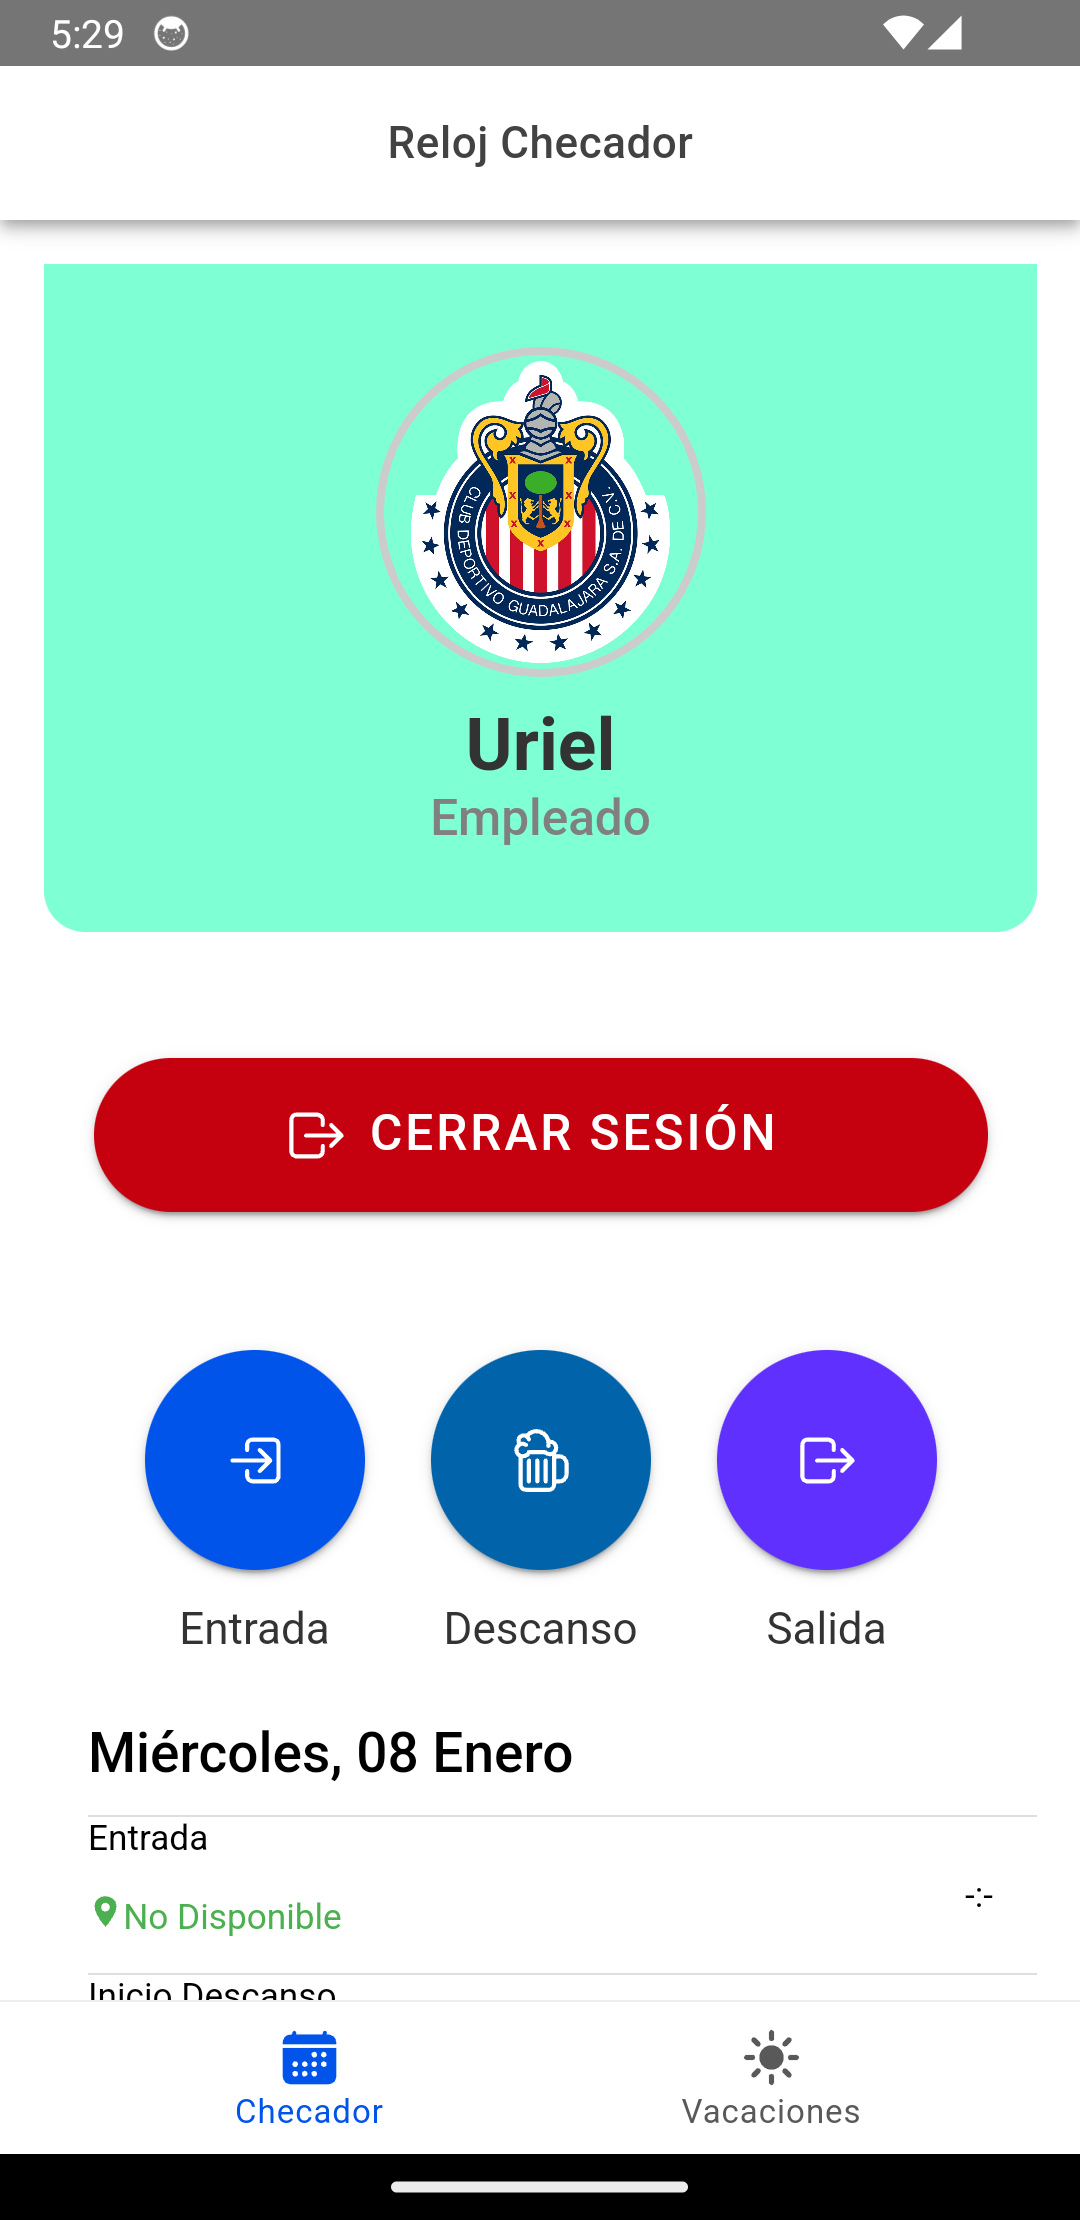 5:29
Reloj Checador
CLUB DEPORTIVO GUADALAJARA S.A. DE C.V.
Uriel
Empleado
CERRAR SESIÓN
Entrada
Descanso
Salida
Miércoles, 08 Enero
Entrada
No Disponible
-:-
Inicio Descanso
Checador
Vacaciones